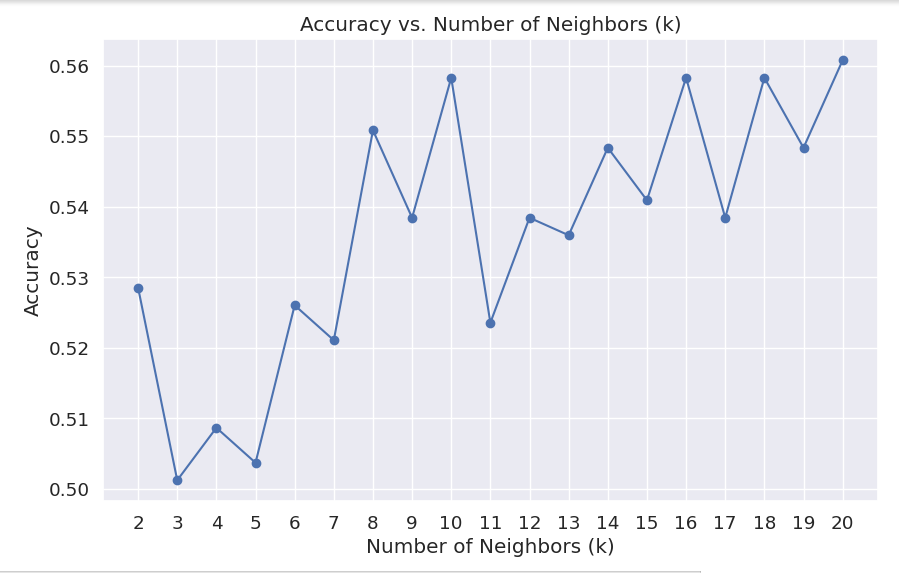 Accuracy vs. Number of Neighbors (k)
0.56
0.55
0.54
0.53
0.52
0.51
0.50
Accuracy
2 3 4 5 6 7 8 9 10 11 12 13 14 15 16 17 18 19 20
Number of Neighbors (k)